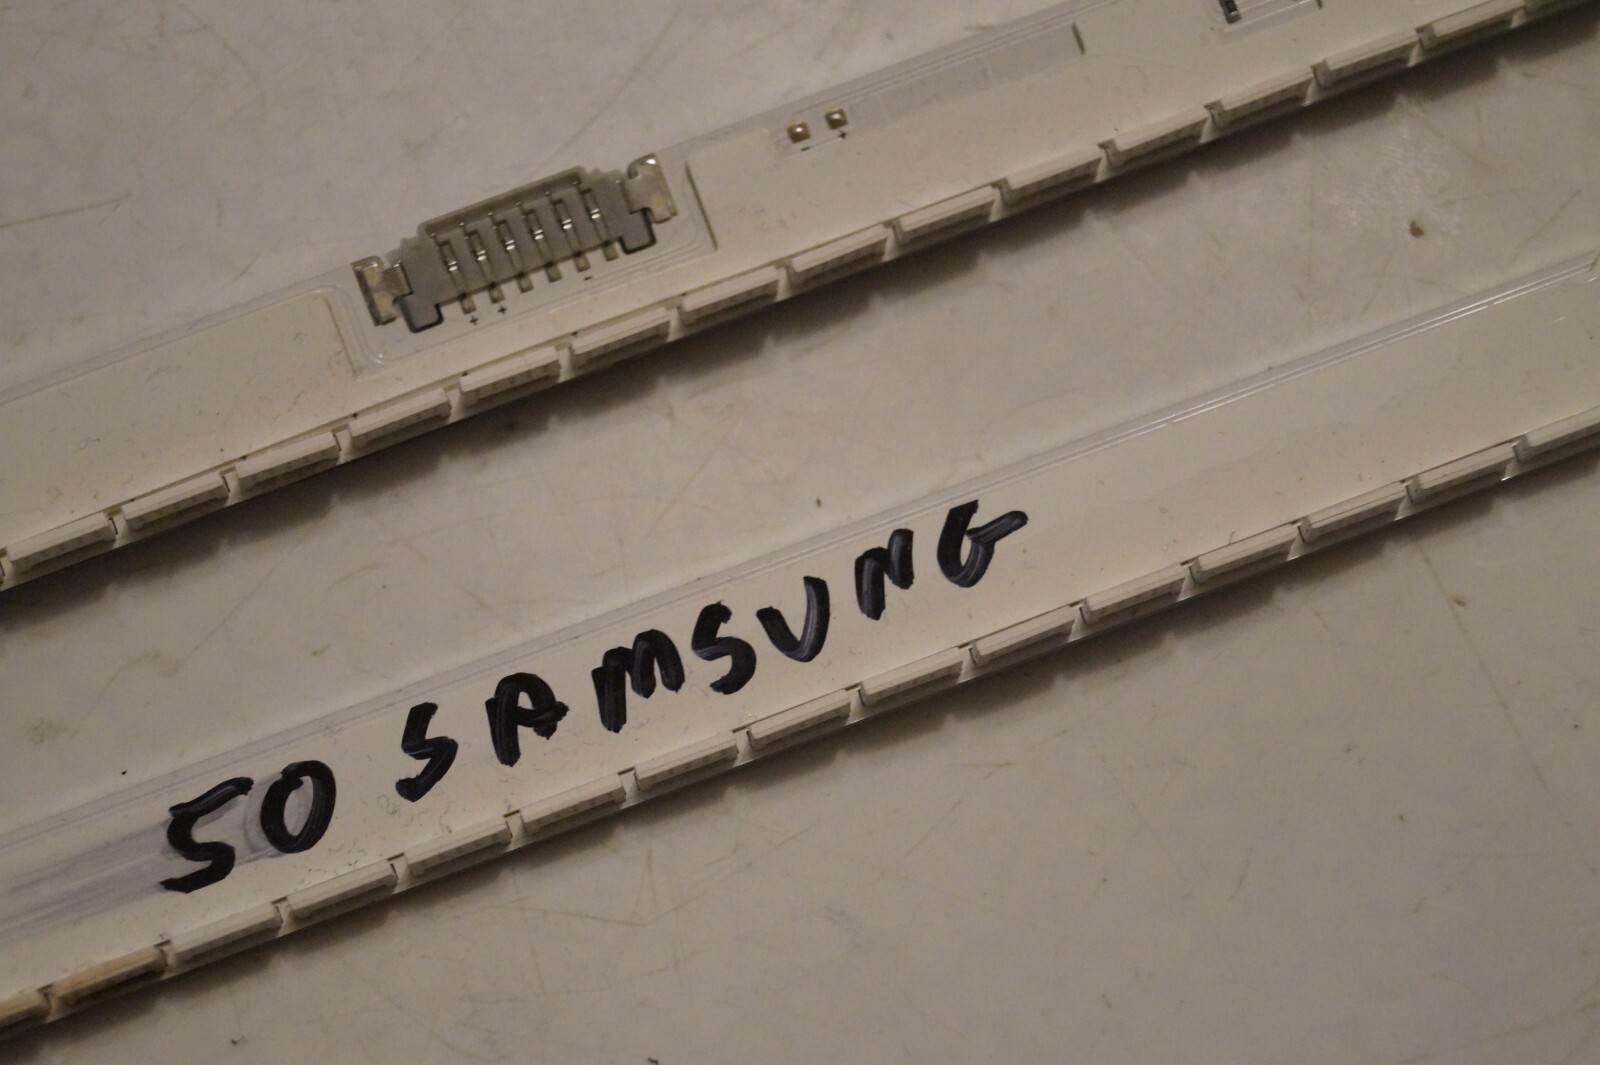 - +
+ + -
50 SAMSUNG